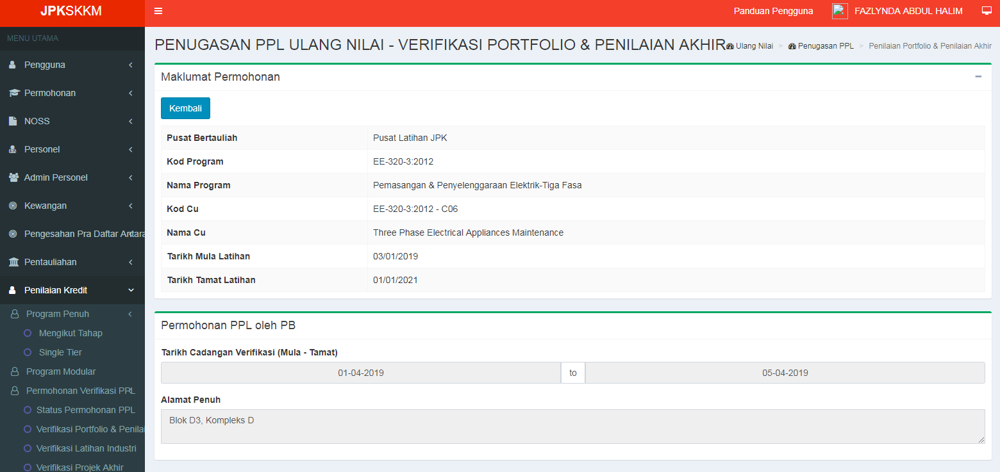 JPKSKKM
Panduan Pengguna
FAZLYNDA ABDUL HALIM
MENU UTAMA
Pengguna
Permohonan
NOSS
Personel
Admin Personel
Kewangan
Pengesahan Pra Daftar Antara
Pentauliahan
Penilaian Kredit
Program Penuh
Mengikut Tahap
Single Tier
Program Modular
Permohonan Verifikasi PPL
Status Permohonan PPL
Verifikasi Portfolio & Penilai
Verifikasi Latihan Industri
Verifikasi Projek Akhir
PENUGASAN PPL ULANG NILAI - VERIFIKASI PORTFOLIO & PENILAIAN AKHIR
Ulang Nilai > Penugasan PPL > Penilaian Portfolio & Penilaian Akhir
Maklumat Permohonan
Kembali
Pusat Bertauliah Pusat Latihan JPK
Kod Program EE-320-3:2012
Nama Program Pemasangan & Penyelenggaraan Elektrik-Tiga Fasa
Kod Cu EE-320-3:2012 - C06
Nama Cu Three Phase Electrical Appliances Maintenance
Tarikh Mula Latihan 03/01/2019
Tarikh Tamat Latihan 01/01/2021
Permohonan PPL oleh PB
Tarikh Cadangan Verifikasi (Mula - Tamat)
01-04-2019 to 05-04-2019
Alamat Penuh
Blok D3, Kompleks D